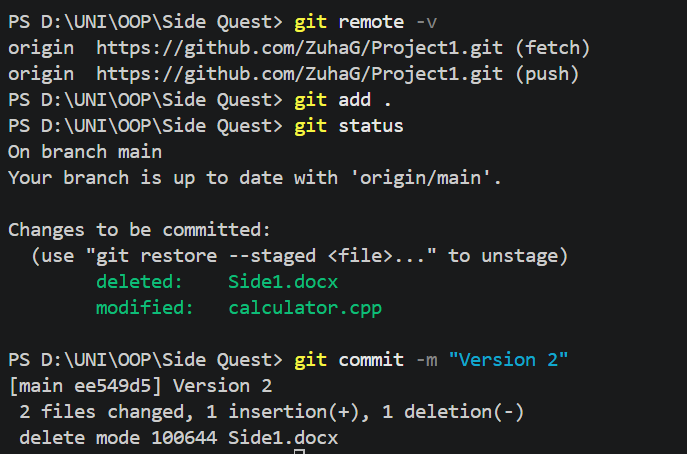 PS D:\UNI\OOP\Side Quest> git remote -v
origin  https://github.com/ZuhaG/Project1.git (fetch)
origin  https://github.com/ZuhaG/Project1.git (push)
PS D:\UNI\OOP\Side Quest> git add .
PS D:\UNI\OOP\Side Quest> git status
On branch main
Your branch is up to date with 'origin/main'.

Changes to be committed:
  (use "git restore --staged <file>..." to unstage)
        deleted:    Side1.docx
        modified:   calculator.cpp

PS D:\UNI\OOP\Side Quest> git commit -m "Version 2"
[main ee549d5] Version 2
 2 files changed, 1 insertion(+), 1 deletion(-)
 delete mode 100644 Side1.docx